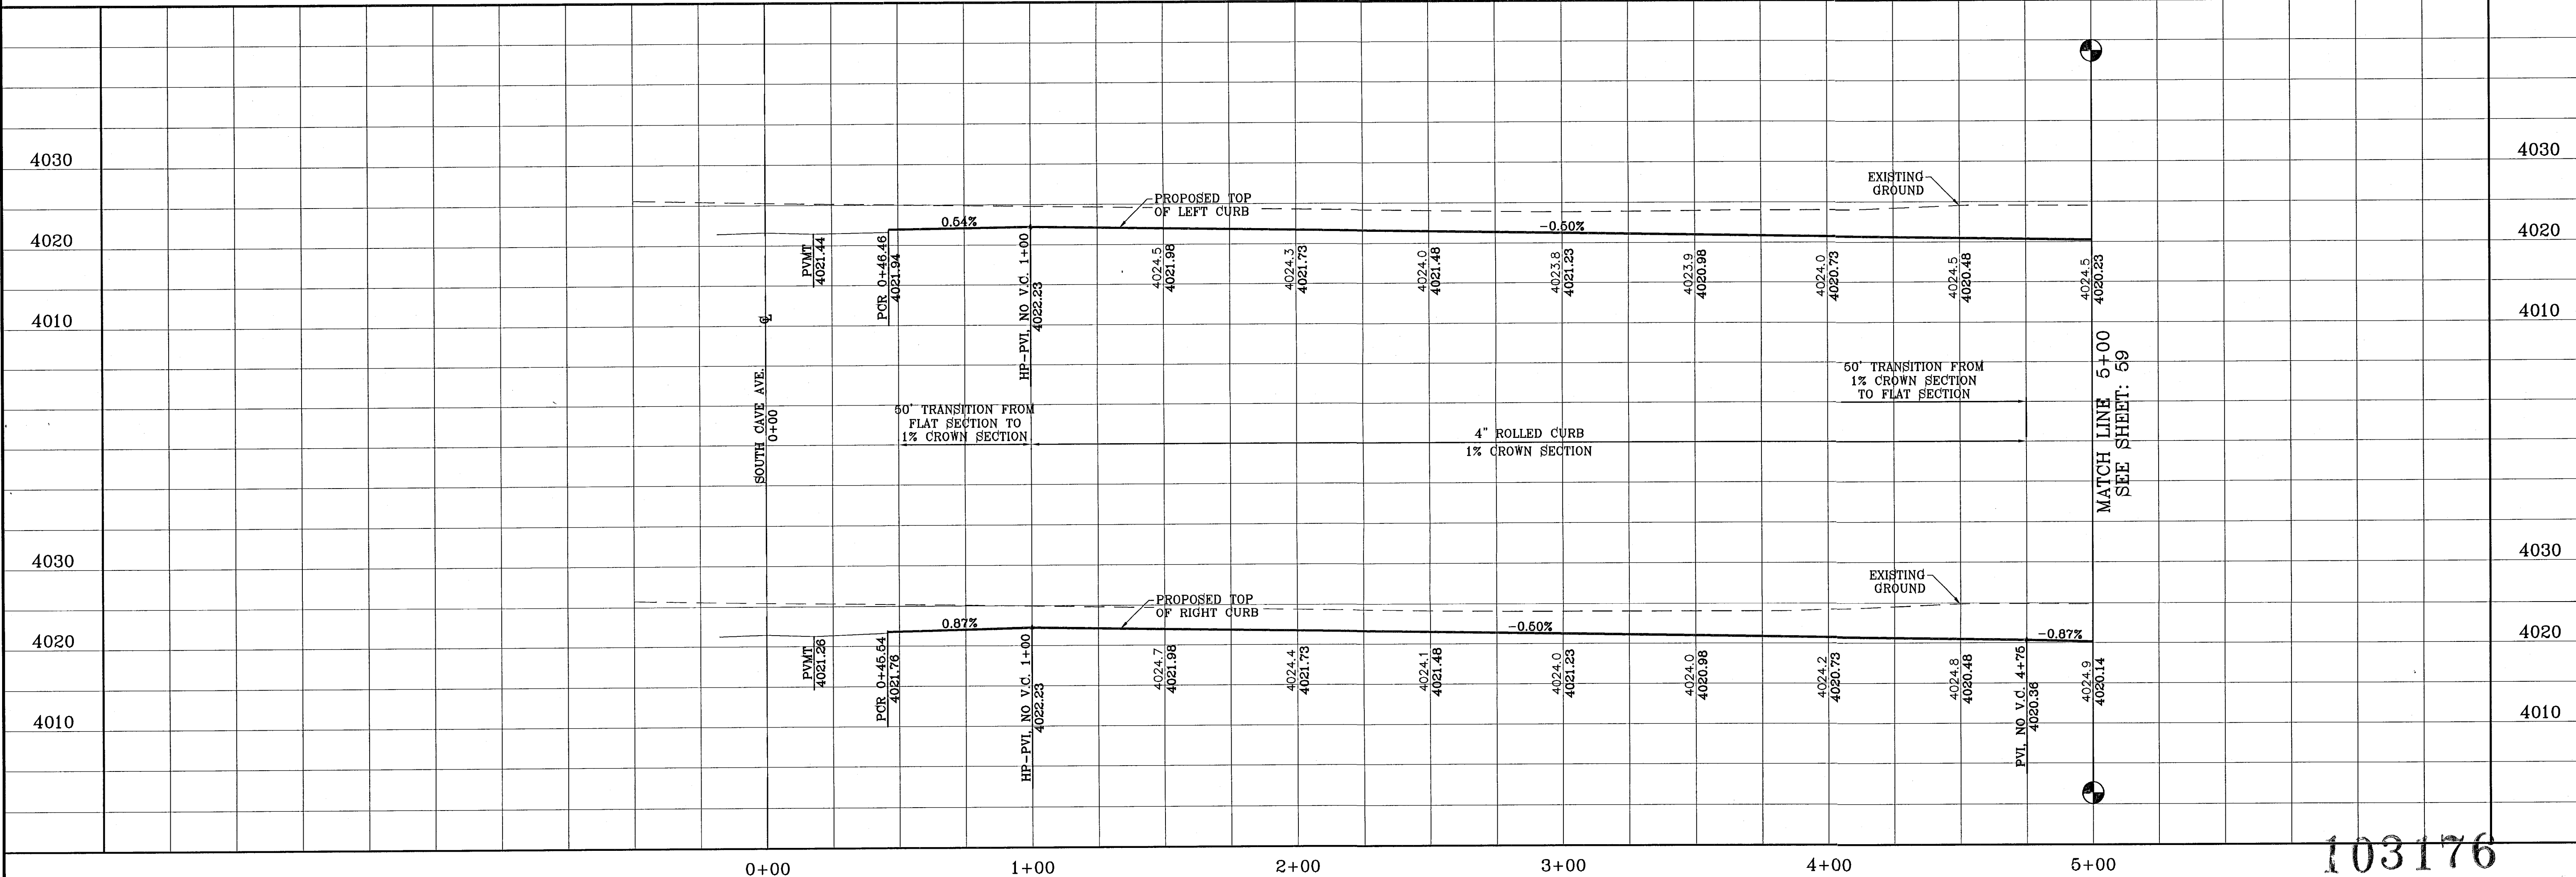 4030
4030
EXISTING
GROUND
PROPOSED TOP
OF LEFT CURB
0.54%
-0.50%
4020
4020
PVMT
4021.44
PCR 0+46.46
4021.94
HP-PVI, NO V.C. 1+00
4022.23
4024.5
4021.98
4024.3
4021.73
4024.0
4021.48
4023.8
4021.23
4023.9
4020.98
4024.0
4020.73
4024.5
4020.48
4024.5
4020.23
4010
4010
SOUTH CAVE AVE.
0+00
50' TRANSITION FROM
FLAT SECTION TO
1% CROWN SECTION
4" ROLLED CURB
1% CROWN SECTION
50' TRANSITION FROM
1% CROWN SECTION
TO FLAT SECTION
MATCH LINE 5+00
SEE SHEET: 59
4030
4030
EXISTING
GROUND
PROPOSED TOP
OF RIGHT CURB
0.87%
-0.50%
-0.87%
4020
4020
PVMT
4021.26
PCR 0+45.54
4021.76
HP-PVI, NO V.C. 1+00
4022.23
4024.7
4021.98
4024.4
4021.73
4024.1
4021.48
4024.0
4021.23
4024.0
4020.98
4024.2
4020.73
4024.8
4020.48
PVI, NO V.C. 4+75
4020.36
4024.9
4020.14
4010
4010
0+00
1+00
2+00
3+00
4+00
5+00
103176